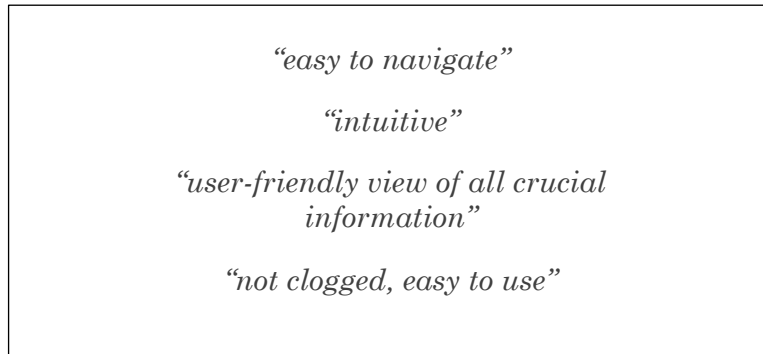 “easy to navigate”
“intuitive”
“user-friendly view of all crucial
information”
“not clogged, easy to use”